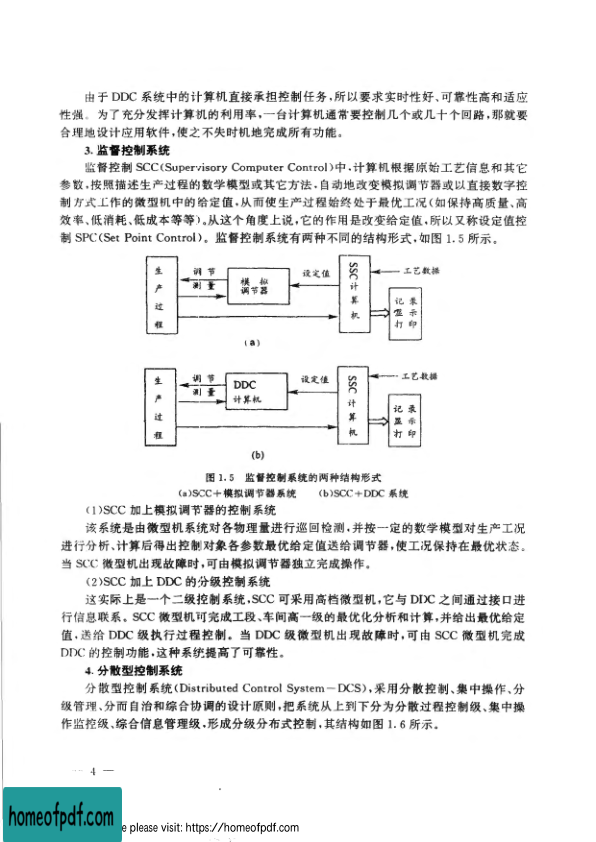 由于 DDC 系统中的计算机直接承担控制任务,所以要求实时性好、可靠性高和适应
性强。为了充分发挥计算机的利用率,一台计算机通常要控制几个或几十个回路,那就要
合理地设计应用软件,使之不失时机地完成所有功能。
3. 监督控制系统
监督控制 SCC(Supervisory Computer Control)中,计算机根据原始工艺信息和其它
参数,按照描述生产过程的数学模型或其它方法,自动地改变模拟调节器或以直接数字控
制方式工作的微型机中的给定值,从而使生产过程始终处于最优工况(如保持高质量、高
效率、低消耗、低成本等等)。从这个角度上说,它的作用是改变给定值,所以又称设定值控
制 SPC(Set Point Control)。监督控制系统有两种不同的结构形式,如图 1.5 所示。
生产过程
调节
测量
模拟
调节器
设定值
SSC计算机
工艺数据
记录
显示
打印
(a)
生产过程
调节
测量
DDC
计算机
设定值
SSC计算机
工艺数据
记录
显示
打印
(b)
图 1.5 监督控制系统的两种结构形式
(a)SCC+模拟调节器系统 (b)SCC+DDC 系统
(1)SCC 加上模拟调节器的控制系统
该系统是由微型机系统对各物理量进行巡回检测,并按一定的数学模型对生产工况
进行分析、计算后得出控制对象各参数最优给定值送给调节器,使工况保持在最优状态。
当 SCC 微型机出现故障时,可由模拟调节器独立完成操作。
(2)SCC 加上 DDC 的分级控制系统
这实际上是一个二级控制系统,SCC 可采用高档微型机,它与 DDC 之间通过接口进
行信息联系。SCC 微型机可完成工段、车间高一级的最优化分析和计算,并给出最优给定
值,送给 DDC 级执行过程控制。当 DDC 级微型机出现故障时,可由 SCC 微型机完成
DDC 的控制功能,这种系统提高了可靠性。
4. 分散型控制系统
分散型控制系统(Distributed Control System－DCS),采用分散控制、集中操作、分
级管理、分而自治和综合协调的设计原则,把系统从上到下分为分散过程控制级、集中操
作监控级、综合信息管理级,形成分级分布式控制,其结构如图 1.6 所示。
— 4 —
homeofpdf.com
e please visit: https://homeofpdf.com